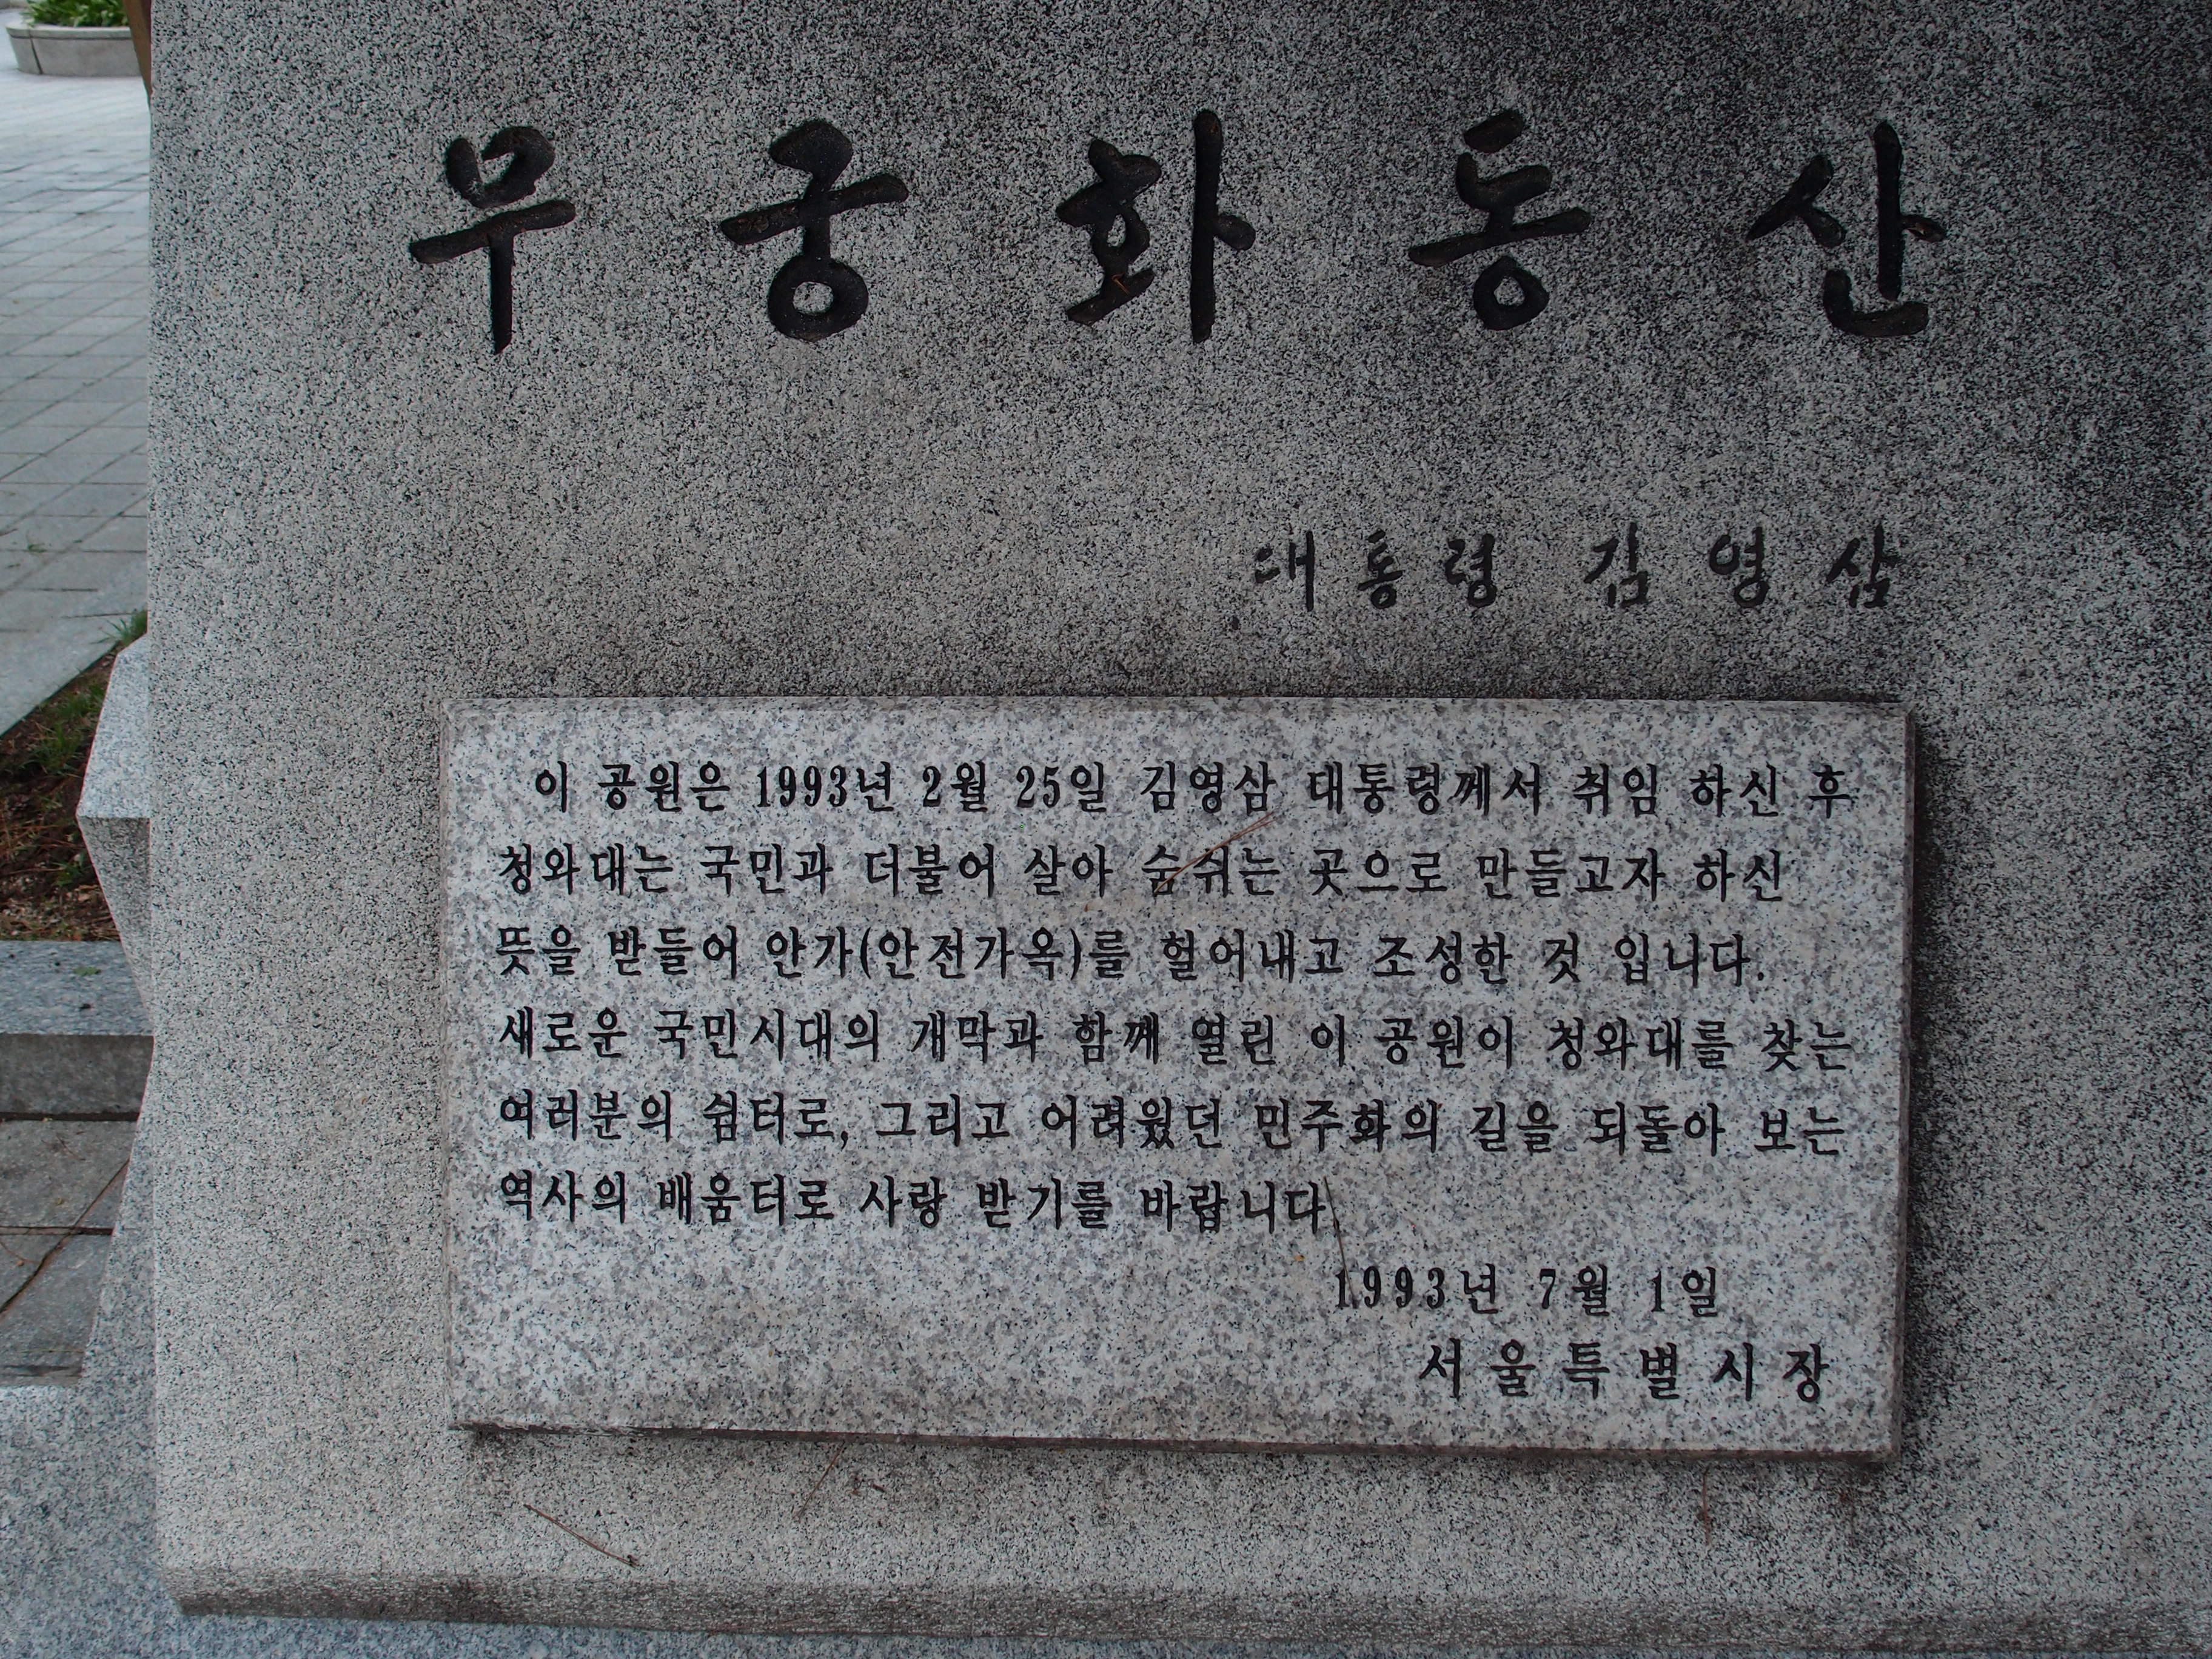 무궁화동산
대통령 김영삼
이 공원은 1993년 2월 25일 김영삼 대통령께서 취임 하신 후
청와대는 국민과 더불어 살아 숨쉬는 곳으로 만들고자 하신
뜻을 받들어 안가(안전가옥)를 헐어내고 조성한 것 입니다.
새로운 국민시대의 개막과 함께 열린 이 공원이 청와대를 찾는
여러분의 쉼터로, 그리고 어려웠던 민주화의 길을 되돌아 보는
역사의 배움터로 사랑 받기를 바랍니다.
1993년 7월 1일
서울특별시장